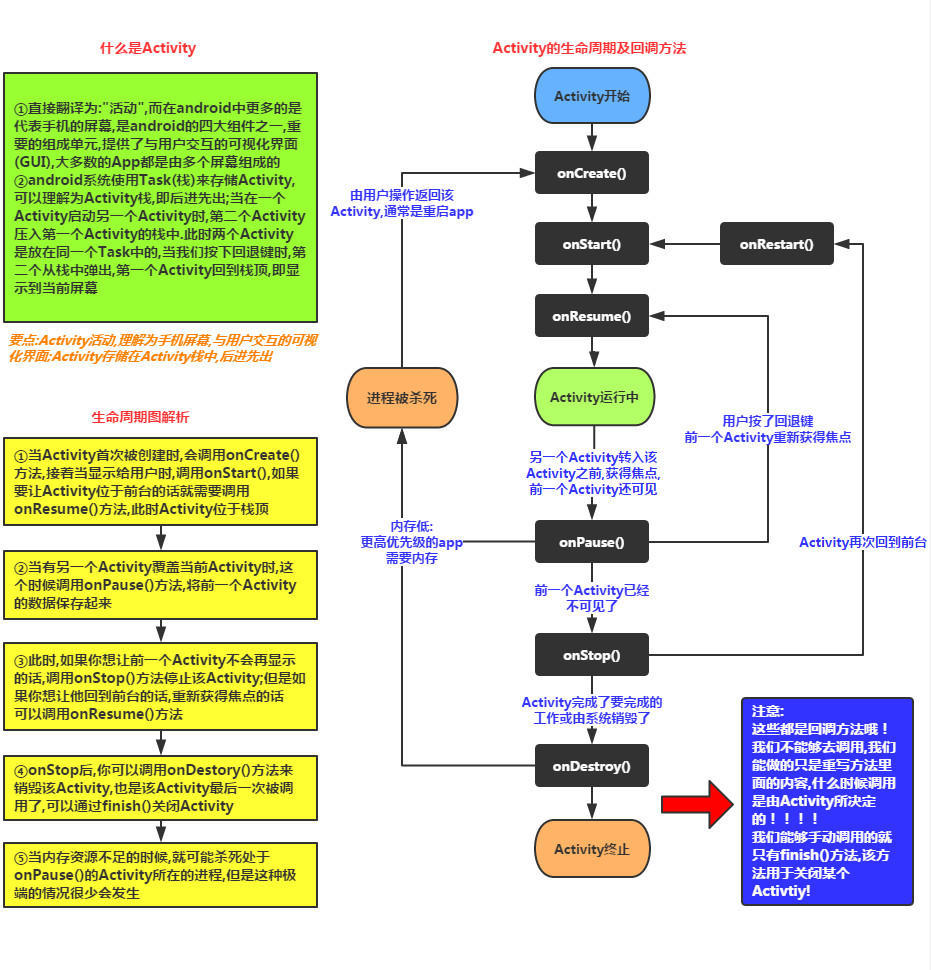 什么是Activity
①直接翻译为:"活动",而在android中更多的是
代表手机的屏幕,是android的四大组件之一,重
要的组成单元,提供了与用户交互的可视化界面
(GUI),大多数的App都是由多个屏幕组成的
②android系统使用Task(栈)来存储Activity,
可以理解为Activity栈,即后进先出;当在一个
Activity启动另一个Activity时,第二个Activity
压入第一个Activity的栈中.此时两个Activity
是放在同一个Task中的,当我们按下回退键时,第
二个从栈中弹出,第一个Activity回到栈顶,即显
示到当前屏幕
要点:Activity活动,理解为手机屏幕,与用户交互的可视
化界面;Activity存储在Activity栈中,后进先出
生命周期图解析
①当Activity首次被创建时,会调用onCreate()
方法,接着当显示给用户时,调用onStart(),如果
要让Activity位于前台的话就需要调用
onResume()方法,此时Activity位于栈顶
②当有另一个Activity覆盖当前Activity时,这
个时候调用onPause()方法,将前一个Activity
的数据保存起来
③此时,如果你想让前一个Activity不会再显示
的话,调用onStop()方法停止该Activity;但是如
果你想让他回到前台的话,重新获得焦点的话
可以调用onResume()方法
④onStop后,你可以调用onDestory()方法来
销毁该Activity,也是该Activity最后一次被调
用了,可以通过finish()关闭Activity
⑤当内存资源不足的时候,就可能杀死处于
onPause()的Activity所在的进程,但是这种极
端的情况很少会发生
Activity的生命周期及回调方法
Activity开始
onCreate()
由用户操作返回该
Activity,通常是重启app
onStart()
onRestart()
onResume()
进程被杀死
Activity运行中
用户按了回退键
前一个Activity重新获得焦点
另一个Activity转入该
Activity之前,获得焦点,
前一个Activity还可见
内存低:
更高优先级的app
需要内存
onPause()
Activity再次回到前台
前一个Activity已经
不可见了
onStop()
Activity完成了要完成的
工作或由系统销毁了
onDestroy()
Activity终止
注意:
这些都是回调方法哦！
我们不能够去调用,我们
能做的只是重写方法里
面的内容,什么时候调用
是由Activity所决定
的！！！！
我们能够手动调用的就
只有finish()方法,该方
法用于关闭某个
Activtiy!